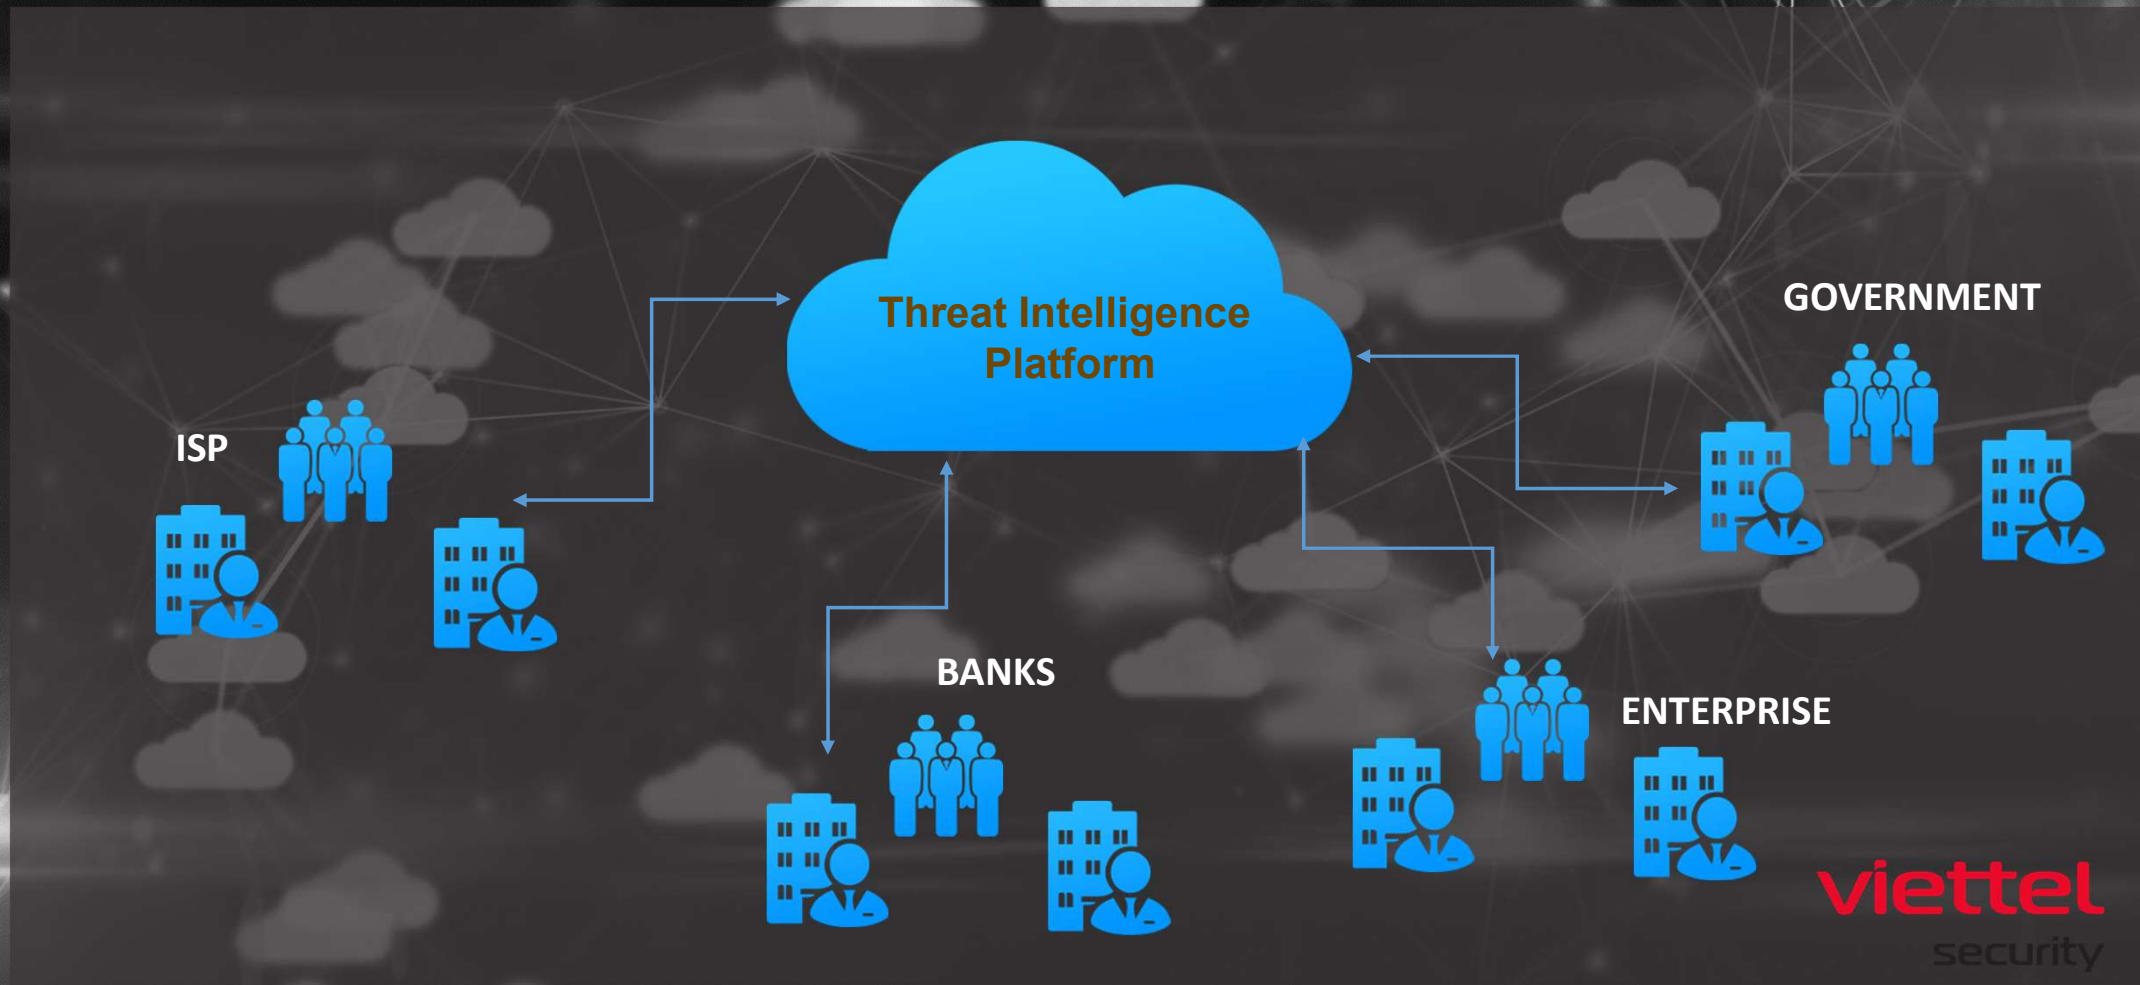 Threat Intelligence
Platform
GOVERNMENT
ISP
BANKS
ENTERPRISE
viettel
security